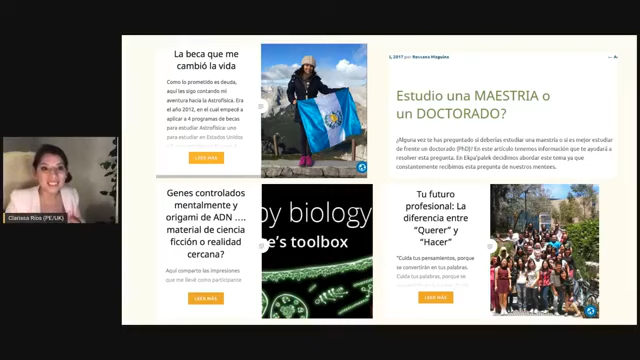 La beca que me
cambió la vida
Como lo prometido es deuda,
aquí les sigo contando mi
aventura hacia la Astrofísica. Era
el año 2012, en el cual empecé a
aplicar a 4 programas de becas
para estudiar Astrofísica: uno
para estudiar en Estados Unidos
LEER MÁS
, 2017 por Rossana Maguiña
Estudio una MAESTRIA o
un DOCTORADO?
¿Alguna vez te has preguntado si deberías estudiar una maestría o si es mejor estudiar
de frente un doctorado (PhD)? En este artículo tenemos información que te ayudará a
resolver esta pregunta. En Ekpa'palek decidimos abordar este tema ya que
constantemente recibimos esta pregunta de nuestros mentees.
Genes controlados
mentalmente y
origami de ADN ....
material de ciencia
ficción o realidad
cercana?
Aquí comparto las impresiones
que me llevé como participante
LEER MÁS
by biology
e's toolbox
Tu futuro
profesional: La
diferencia entre
"Querer" y
"Hacer"
"Cuida tus pensamientos, porque
se convertirán en tus palabras.
Cuida tus palabras, porque
LEER MÁS
Clarissa Rios (PE/UK)